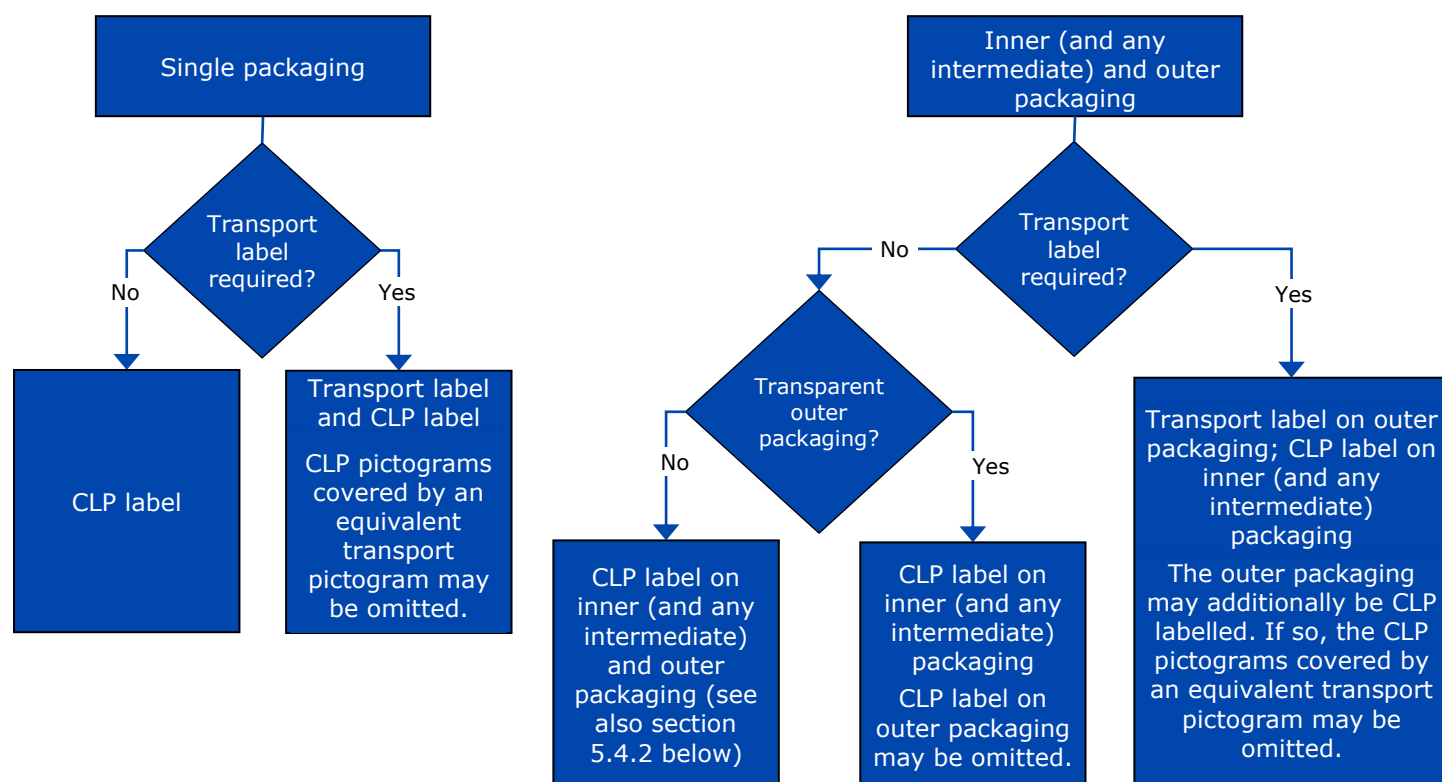 Single packaging
Transport
label
required?
No
Yes
CLP label
Transport label
and CLP label
CLP pictograms
covered by an
equivalent
transport
pictogram may
be omitted.
Inner (and any
intermediate) and outer
packaging
Transport
label
required?
No
Yes
Transparent
outer
packaging?
No
Yes
CLP label on
inner (and any
intermediate)
and outer
packaging (see
also section
5.4.2 below)
CLP label on
inner (and any
intermediate)
packaging
CLP label on
outer packaging
may be omitted.
Transport label on outer
packaging; CLP label on
inner (and any
intermediate)
packaging
The outer packaging
may additionally be CLP
labelled. If so, the CLP
pictograms covered by
an equivalent transport
pictogram may be
omitted.